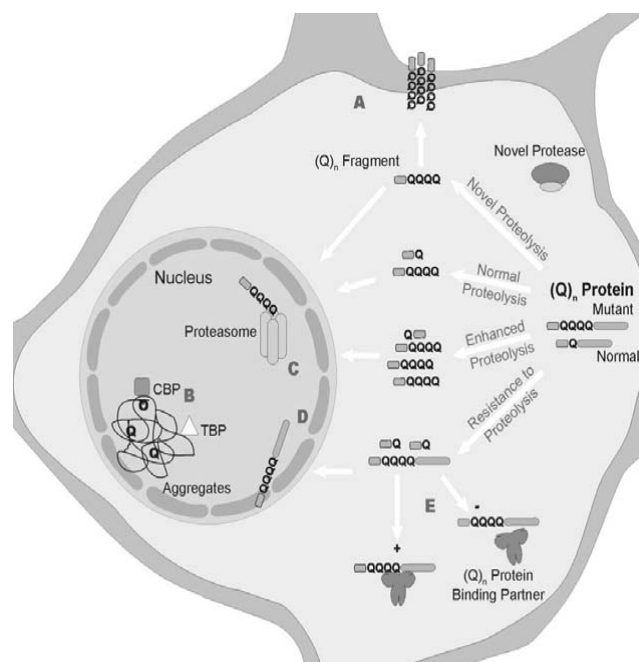 A
(Q)n Fragment
QQQQ
Novel Protease
Novel Proteolysis
Q
QQQQ
Normal
Proteolysis
(Q)n Protein
Mutant
QQQQ
Q
Normal
Nucleus
QQQQ
Proteasome
C
Q
QQQQ
QQQQ
QQQQ
Enhanced
Proteolysis
Resistance to
Proteolysis
CBP
B
TBP
Q
Q
Q
Aggregates
D
QQQQ
Q
Q
QQQQ
E
-
QQQQ
+
QQQQ
(Q)n Protein
Binding Partner